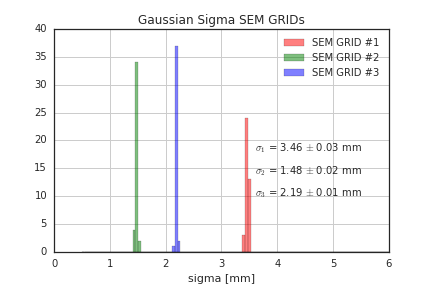 Gaussian Sigma SEM GRIDs
40
35
30
25
20
15
10
5
0
SEM GRID #1
SEM GRID #2
SEM GRID #3
σ₁ = 3.46 ± 0.03 mm
σ₂ = 1.48 ± 0.02 mm
σ₃ = 2.19 ± 0.01 mm
0 1 2 3 4 5 6
sigma [mm]